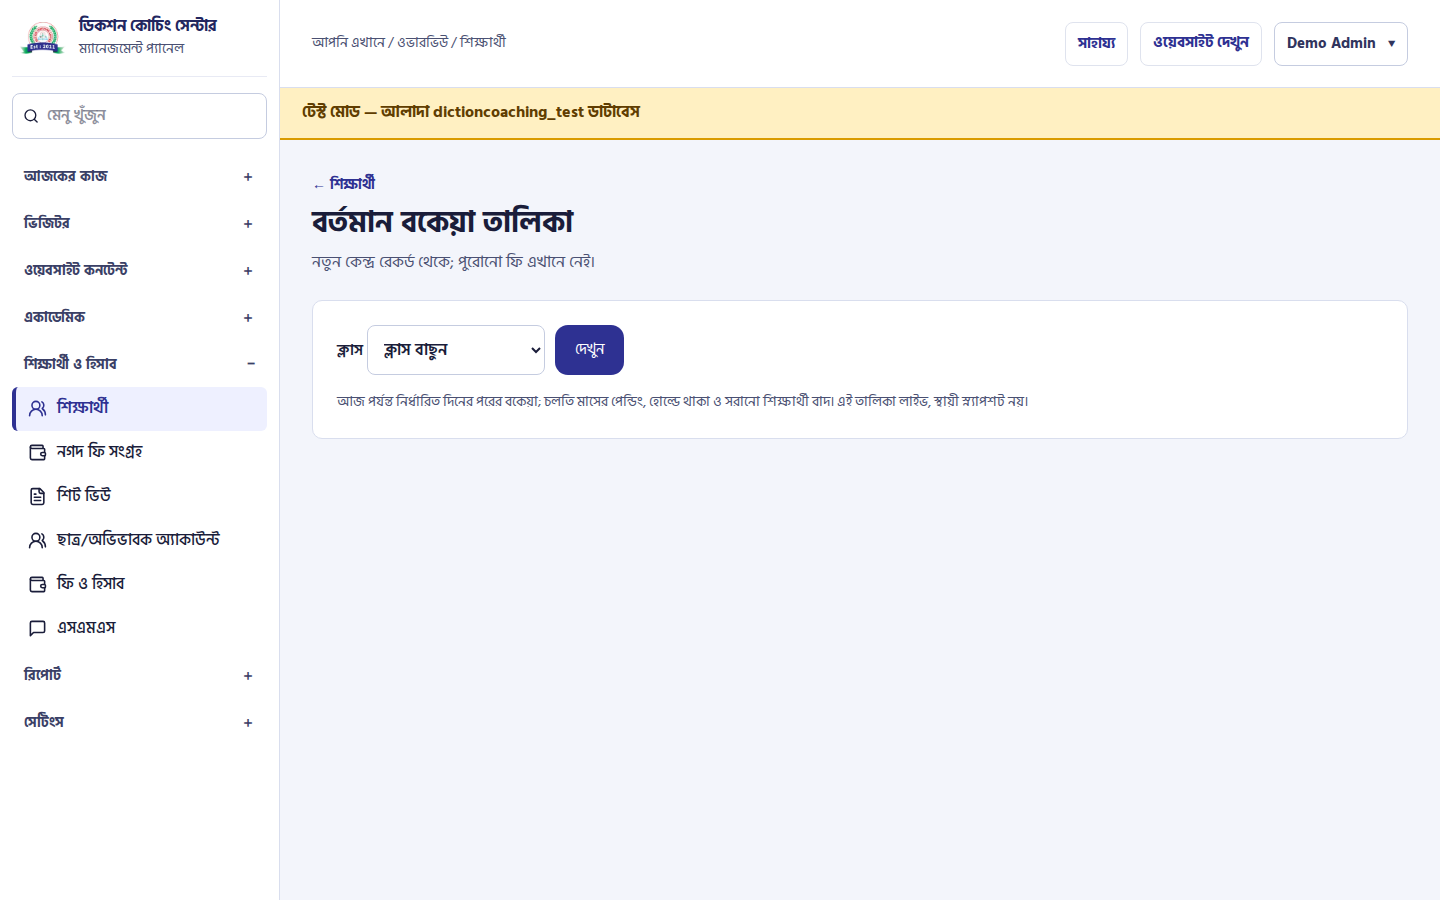 ডিকশন কোচিং সেন্টার
ম্যানেজমেন্ট প্যানেল
Est : 2011
মেনু খুঁজুন
আজকের কাজ +
ভিজিটর +
ওয়েবসাইট কনটেন্ট +
একাডেমিক +
শিক্ষার্থী ও হিসাব −
শিক্ষার্থী
নগদ ফি সংগ্রহ
শিট ভিউ
ছাত্র/অভিভাবক অ্যাকাউন্ট
ফি ও হিসাব
এসএমএস
রিপোর্ট +
সেটিংস +
আপনি এখানে / ওভারভিউ / শিক্ষার্থী
সাহায্য
ওয়েবসাইট দেখুন
Demo Admin ▾
টেস্ট মোড — আলাদা dictioncoaching_test ডাটাবেস
← শিক্ষার্থী
বর্তমান বকেয়া তালিকা
নতুন কেন্দ্র রেকর্ড থেকে; পুরোনো ফি এখানে নেই।
ক্লাস ক্লাস বাছুন দেখুন
আজ পর্যন্ত নির্ধারিত দিনের পরের বকেয়া; চলতি মাসের পেন্ডিং, হোল্ডে থাকা ও সরানো শিক্ষার্থী বাদ। এই তালিকা লাইভ, স্থায়ী স্ন্যাপশট নয়।